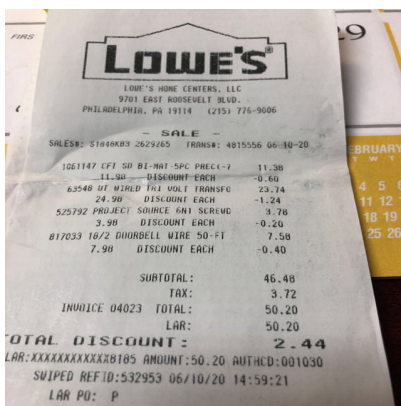 FIRS
29
LOWE'S®
LOWE'S HOME CENTERS, LLC
9701 EAST ROOSEVELT BLVD.
PHILADELPHIA, PA 19114 (215) 776-9006
- SALE -
SALES#: S1840KB3 2629265 TRANS#: 4815556 06-10-20
1061147 CFT SD BI-MAT-5PC PREC(-7 11.38
11.98 DISCOUNT EACH -0.60
63548 UT WIRED TRI VOLT TRANSFO 23.74
24.98 DISCOUNT EACH -1.24
525792 PROJECT SOURCE 6N1 SCREWD 3.78
3.98 DISCOUNT EACH -0.20
817033 18/2 DOORBELL WIRE 50-FT 7.58
7.98 DISCOUNT EACH -0.40
SUBTOTAL: 46.48
TAX: 3.72
INVOICE 04023 TOTAL: 50.20
LAR: 50.20
OTAL DISCOUNT: 2.44
LAR:XXXXXXXXXXXX8105 AMOUNT:50.20 AUTHCD:001030
SWIPED REFID:532953 06/10/20 14:59:21
LAR PO: P
EBRUARY
T W T
4 5 6
11 12
18 19
25 26